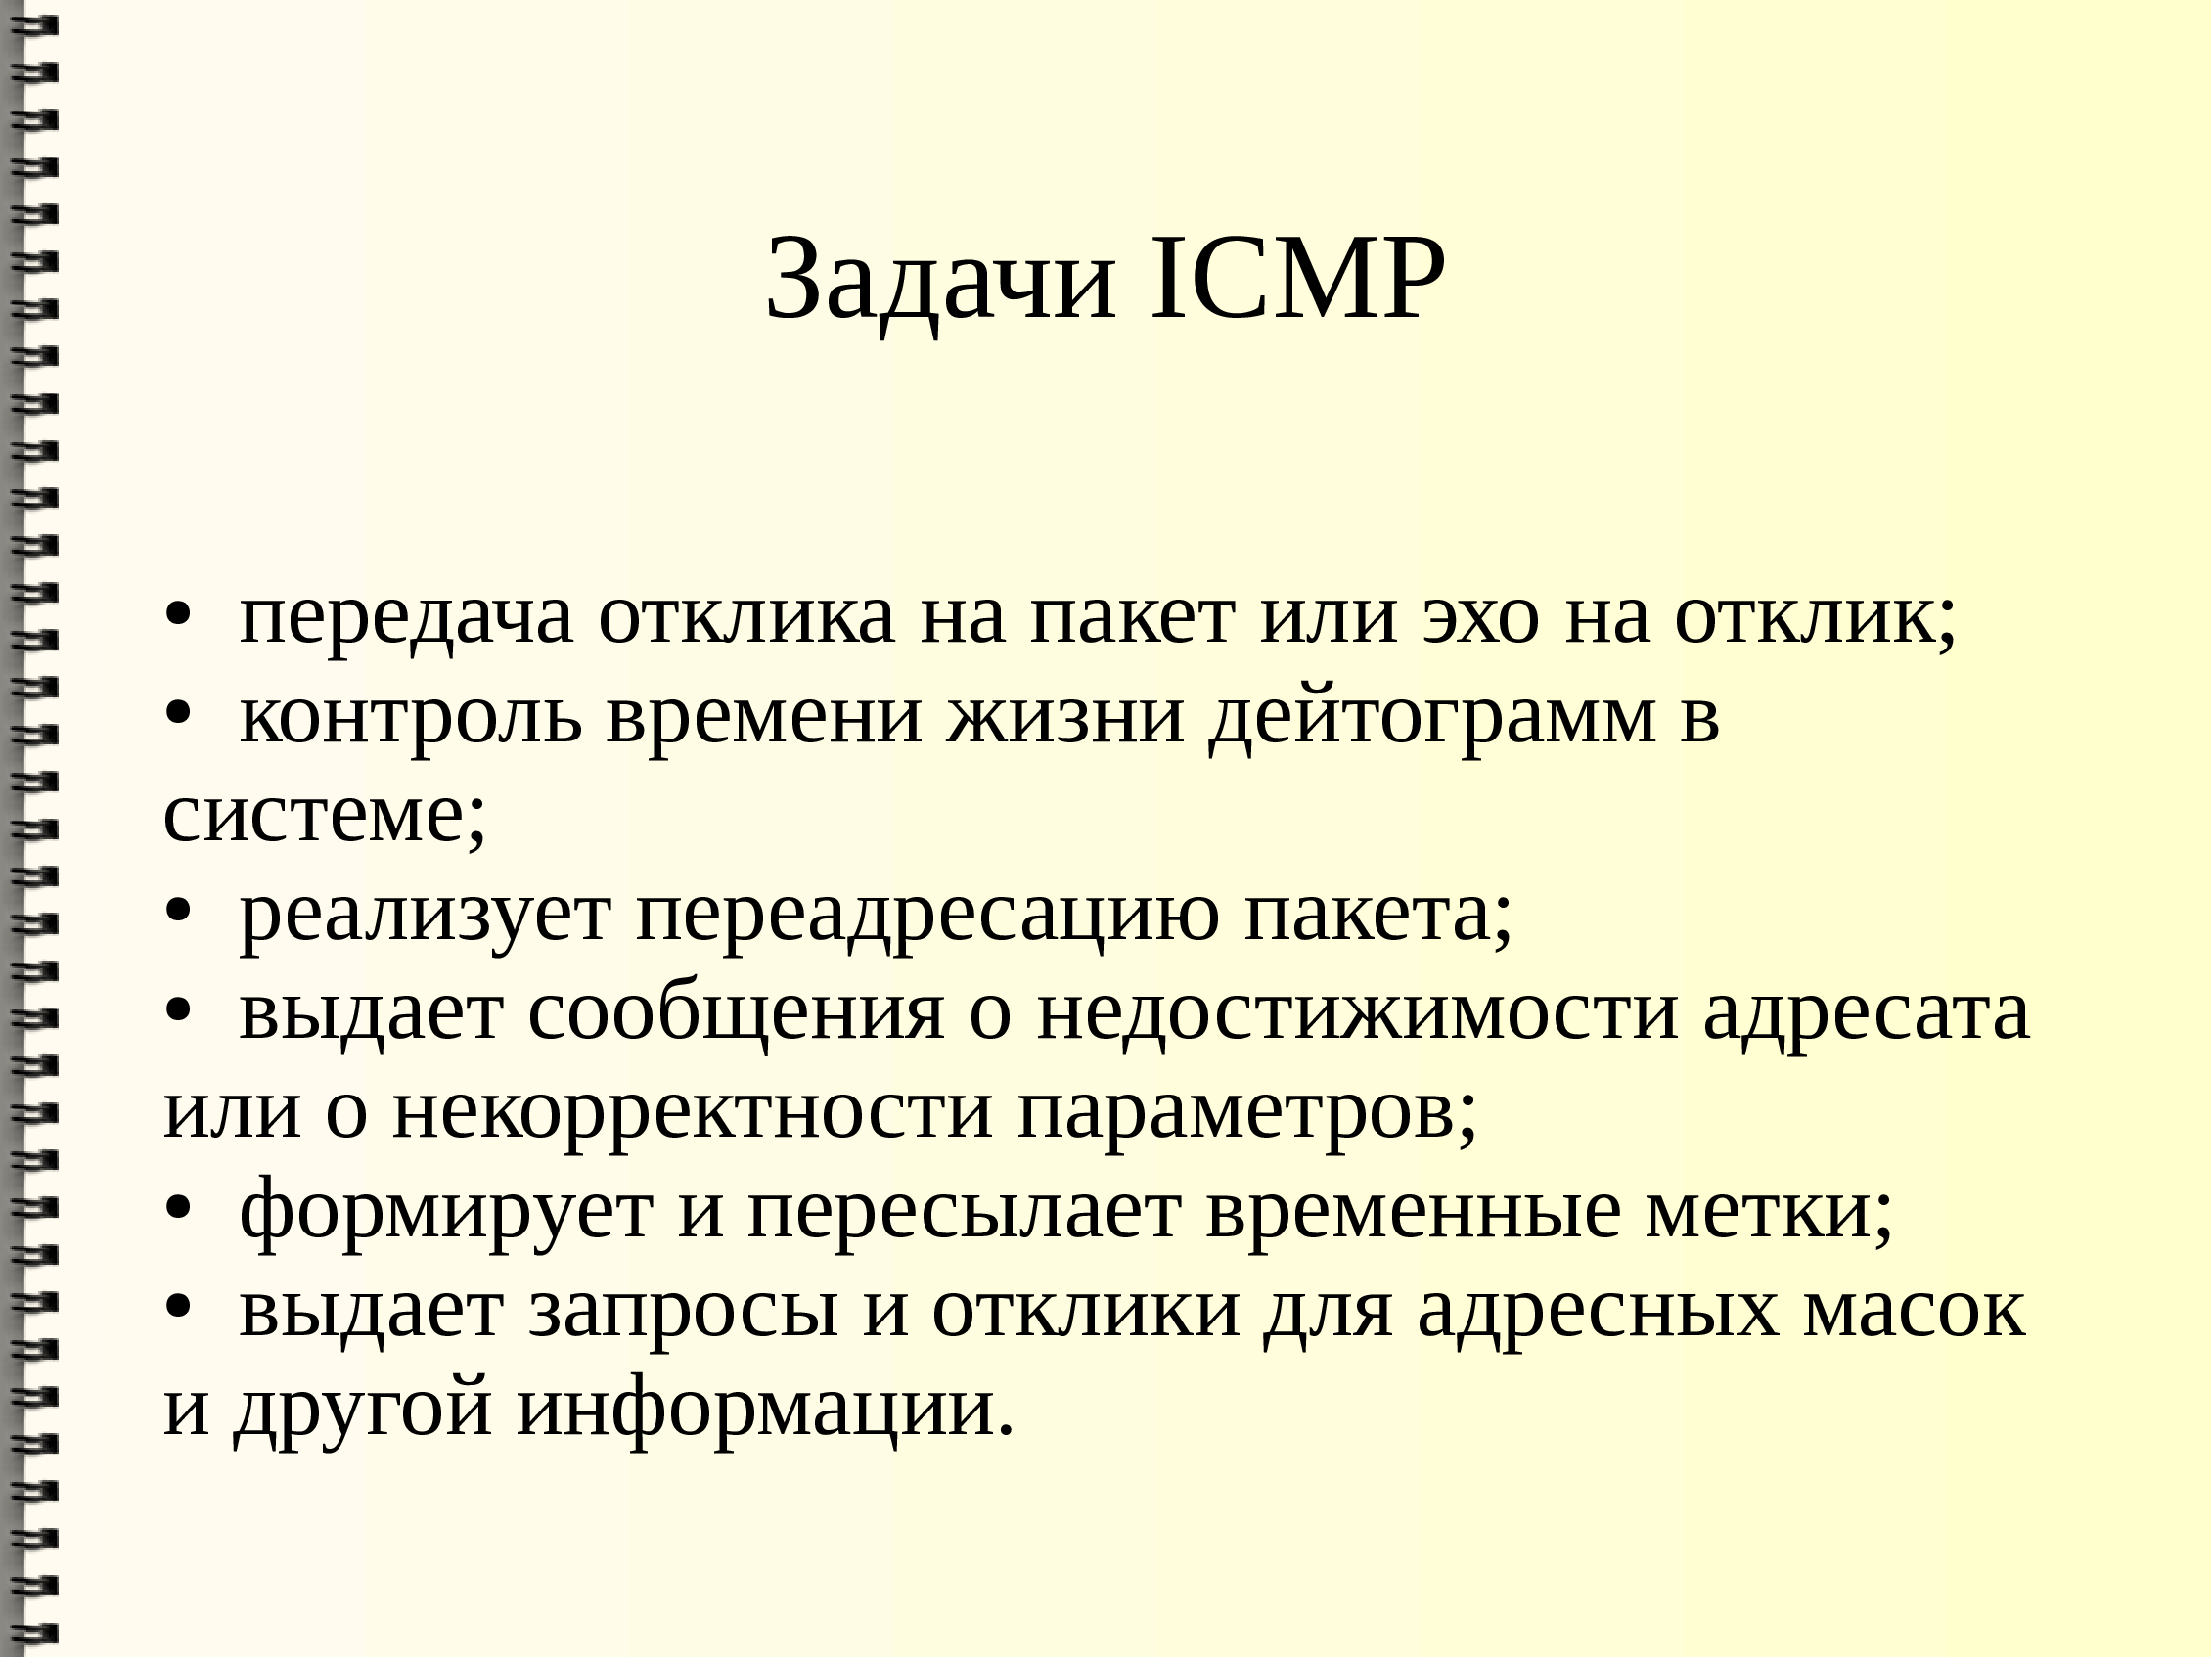 Задачи ICMP
• передача отклика на пакет или эхо на отклик;
• контроль времени жизни дейтограмм в
системе;
• реализует переадресацию пакета;
• выдает сообщения о недостижимости адресата
или о некорректности параметров;
• формирует и пересылает временные метки;
• выдает запросы и отклики для адресных масок
и другой информации.